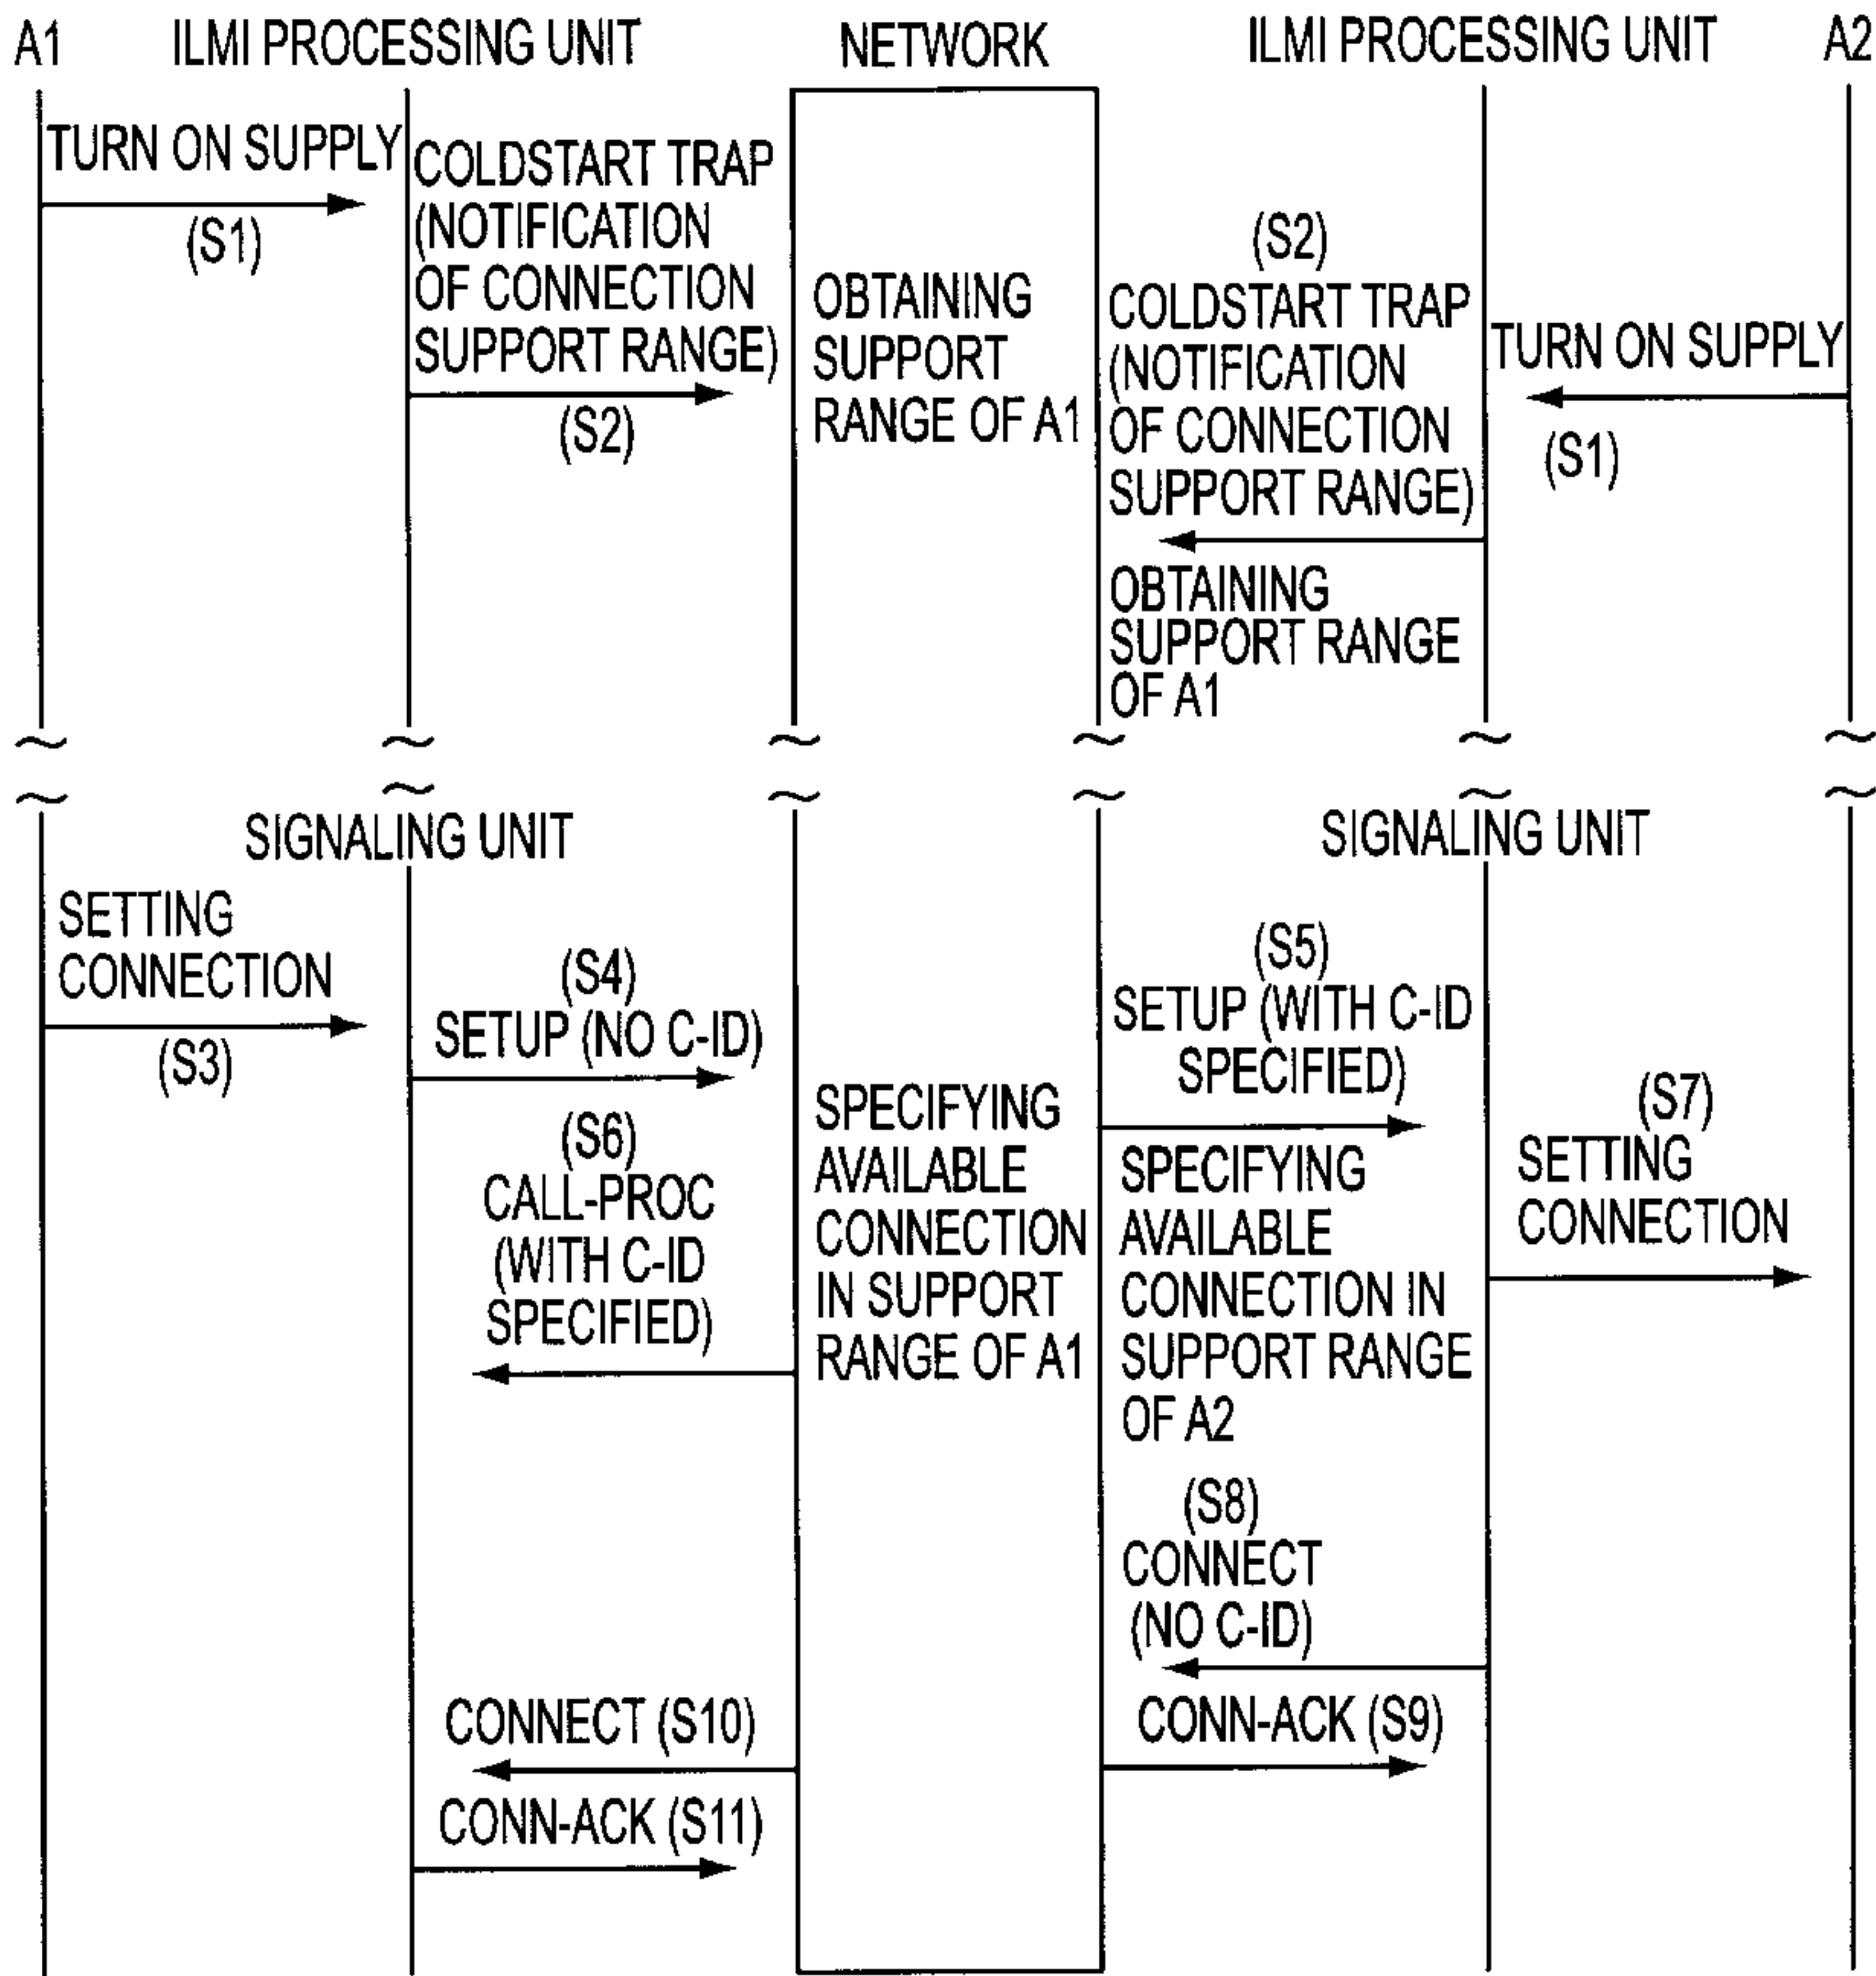 A1
ILMI PROCESSING UNIT
NETWORK
ILMI PROCESSING UNIT
A2
TURN ON SUPPLY
(S1)
COLDSTART TRAP
(NOTIFICATION
OF CONNECTION
SUPPORT RANGE)
(S2)
OBTAINING
SUPPORT
RANGE OF A1
(S2)
COLDSTART TRAP
(NOTIFICATION
OF CONNECTION
SUPPORT RANGE)
OBTAINING
SUPPORT RANGE
OF A1
TURN ON SUPPLY
(S1)
SIGNALING UNIT
SIGNALING UNIT
SETTING
CONNECTION
(S3)
(S4)
SETUP (NO C-ID)
(S6)
CALL-PROC
(WITH C-ID
SPECIFIED)
SPECIFYING
AVAILABLE
CONNECTION
IN SUPPORT
RANGE OF A1
(S5)
SETUP (WITH C-ID
SPECIFIED)
SPECIFYING
AVAILABLE
CONNECTION IN
SUPPORT RANGE
OF A2
(S7)
SETTING
CONNECTION
(S8)
CONNECT
(NO C-ID)
CONNECT (S10)
CONN-ACK (S9)
CONN-ACK (S11)